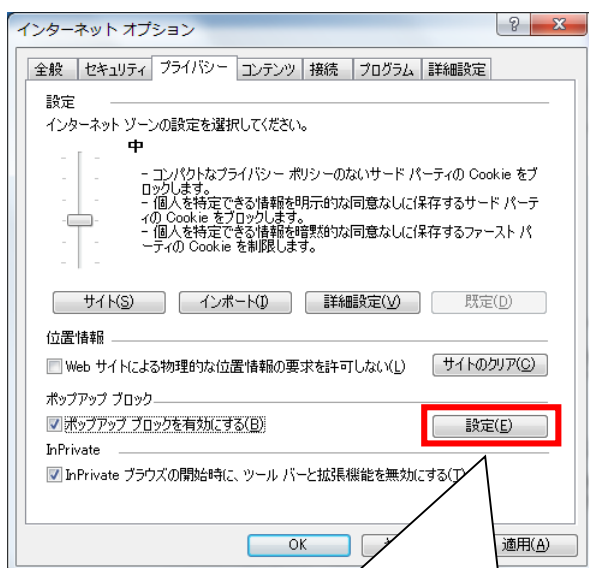 インターネット オプション
全般 セキュリティ プライバシー コンテンツ 接続 プログラム 詳細設定
設定
インターネット ゾーンの設定を選択してください。
中
- コンパクトなプライバシー ポリシーのないサード パーティの Cookie をブ
ロックします。
- 個人を特定できる情報を明示的な同意なしに保存するサード パーテ
ィの Cookie をブロックします。
- 個人を特定できる情報を暗黙的な同意なしに保存するファースト パ
ーティの Cookie を制限します。
サイト(S) インポート(I) 詳細設定(V) 既定(D)
位置情報
Web サイトによる物理的な位置情報の要求を許可しない(L) サイトのクリア(C)
ポップアップ ブロック
ポップアップ ブロックを有効にする(B) 設定(E)
InPrivate
InPrivate ブラウズの開始時に、ツール バーと拡張機能を無効にする(T)
OK 適用(A)